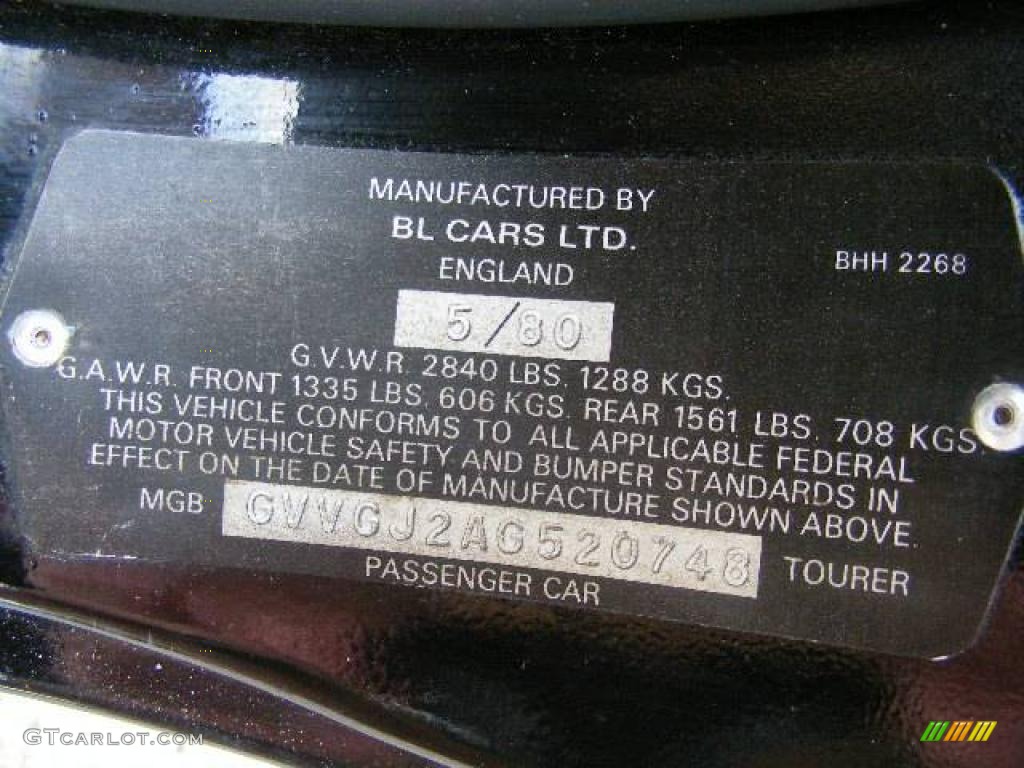 MANUFACTURED BY
BL CARS LTD.
ENGLAND
BHH 2268
5/80
G.V.W.R. 2840 LBS. 1288 KGS.
G.A.W.R. FRONT 1335 LBS. 606 KGS. REAR 1561 LBS. 708 KGS.
THIS VEHICLE CONFORMS TO ALL APPLICABLE FEDERAL
MOTOR VEHICLE SAFETY AND BUMPER STANDARDS IN
EFFECT ON THE DATE OF MANUFACTURE SHOWN ABOVE.
MGB GVVGJ2AG520748 TOURER
PASSENGER CAR
GTCARLOT.COM